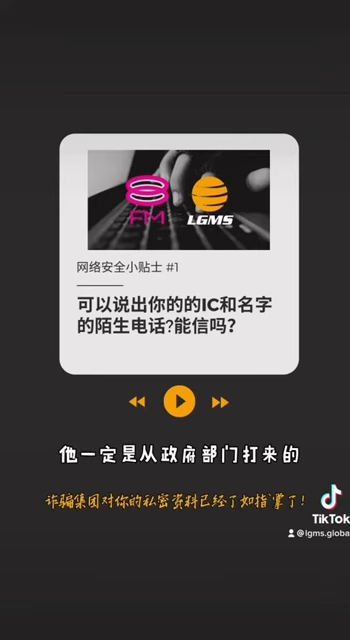 8
FM
LGMS
网络安全小贴士 #1
可以说出你的的IC和名字
的陌生电话?能信吗?
他一定是从政府部门打来的
诈骗集团对你的私密资料已经了如指掌了!
TikTok
@lgms.globa